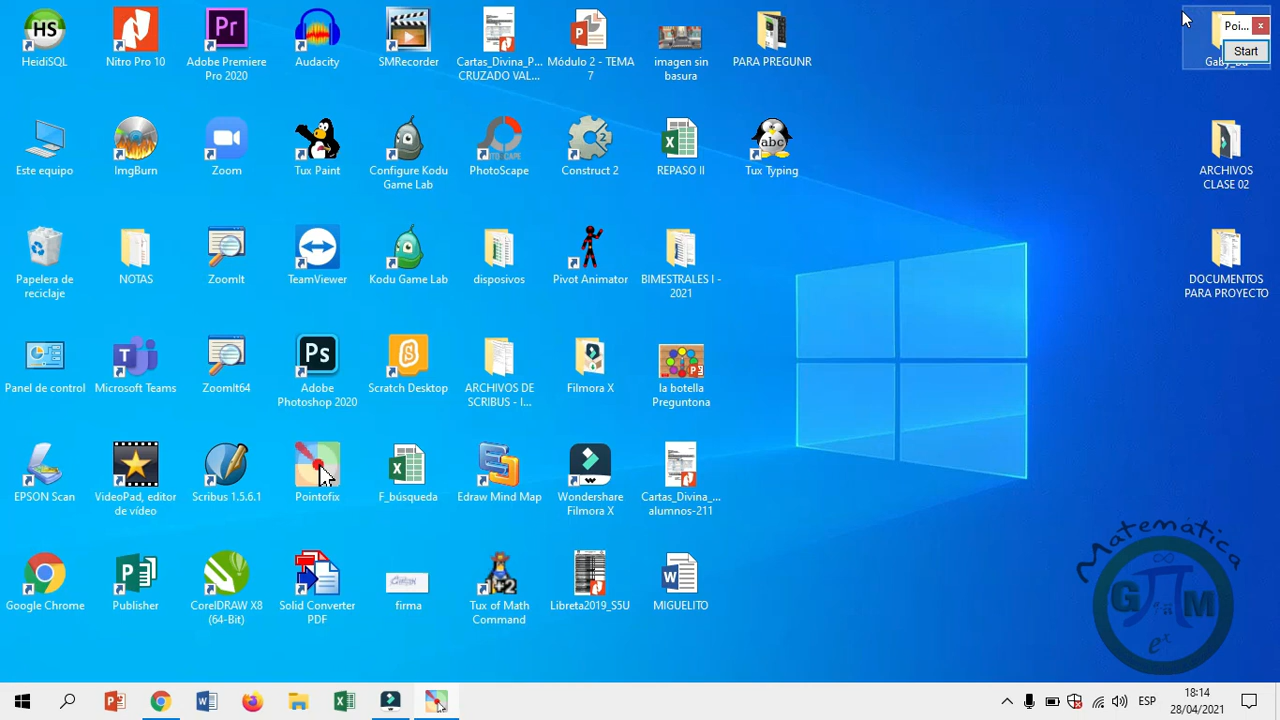 HeidiSQL
Nitro Pro 10
Adobe Premiere
Pro 2020
Audacity
SMRecorder
Cartas_Divina_P...
CRUZADO VAL...
Módulo 2 - TEMA
7
imagen sin
basura
PARA PREGUNR
Poi...
Start
Este equipo
ImgBurn
Zoom
Tux Paint
Configure Kodu
Game Lab
PhotoScape
Construct 2
REPASO II
Tux Typing
ARCHIVOS
CLASE 02
Papelera de
reciclaje
NOTAS
ZoomIt
TeamViewer
Kodu Game Lab
disposivos
Pivot Animator
BIMESTRALES I -
2021
DOCUMENTOS
PARA PROYECTO
Panel de control
Microsoft Teams
ZoomIt64
Adobe
Photoshop 2020
Scratch Desktop
ARCHIVOS DE
SCRIBUS - I...
Filmora X
la botella
Preguntona
EPSON Scan
VideoPad, editor
de vídeo
Scribus 1.5.6.1
Pointofix
F_búsqueda
Edraw Mind Map
Wondershare
Filmora X
Cartas_Divina_...
alumnos-211
Google Chrome
Publisher
CorelDRAW X8
(64-Bit)
Solid Converter
PDF
firma
Tux of Math
Command
Libreta2019_S5U
MIGUELITO
Matemática
G M
ESP
18:14
28/04/2021